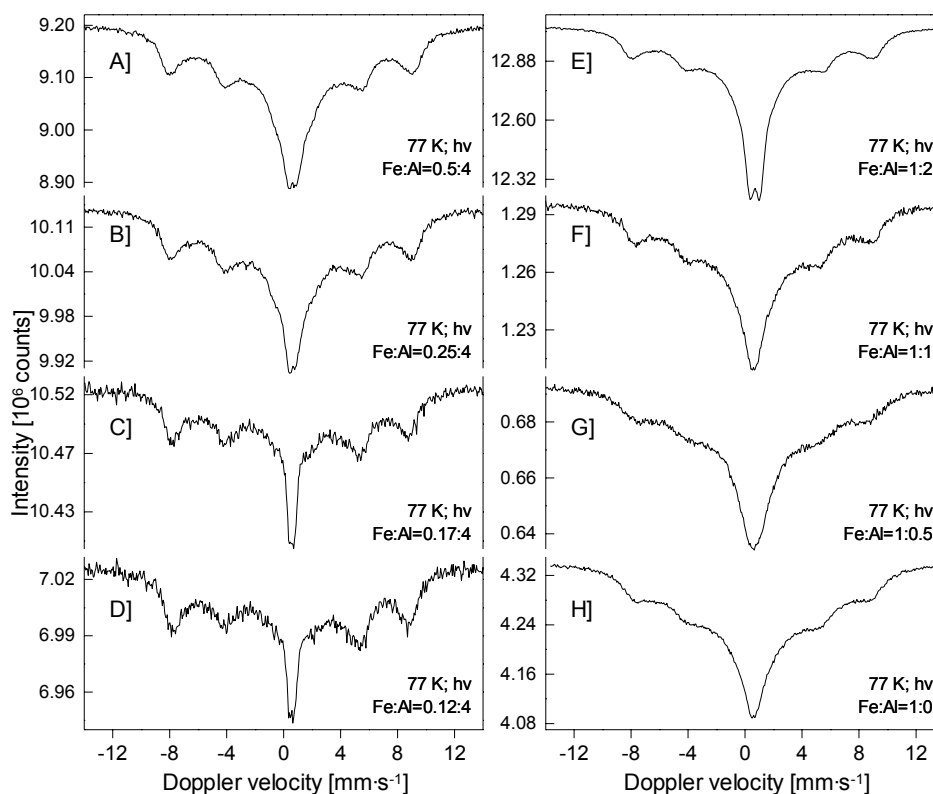 9.20
9.10
9.00
8.90
A]
77 K; hv
Fe:Al=0.5:4
10.11
10.04
9.98
9.92
B]
77 K; hv
Fe:Al=0.25:4
10.52
10.47
10.43
C]
77 K; hv
Fe:Al=0.17:4
7.02
6.99
6.96
D]
77 K; hv
Fe:Al=0.12:4
-12 -8 -4 0 4 8 12
Doppler velocity [mm·s-1]
Intensity [10⁶ counts]
12.88
12.60
12.32
E]
77 K; hv
Fe:Al=1:2
1.29
1.26
1.23
F]
77 K; hv
Fe:Al=1:1
0.68
0.66
0.64
G]
77 K; hv
Fe:Al=1:0.5
4.32
4.24
4.16
4.08
H]
77 K; hv
Fe:Al=1:0
-12 -8 -4 0 4 8 12
Doppler velocity [mm·s-1]